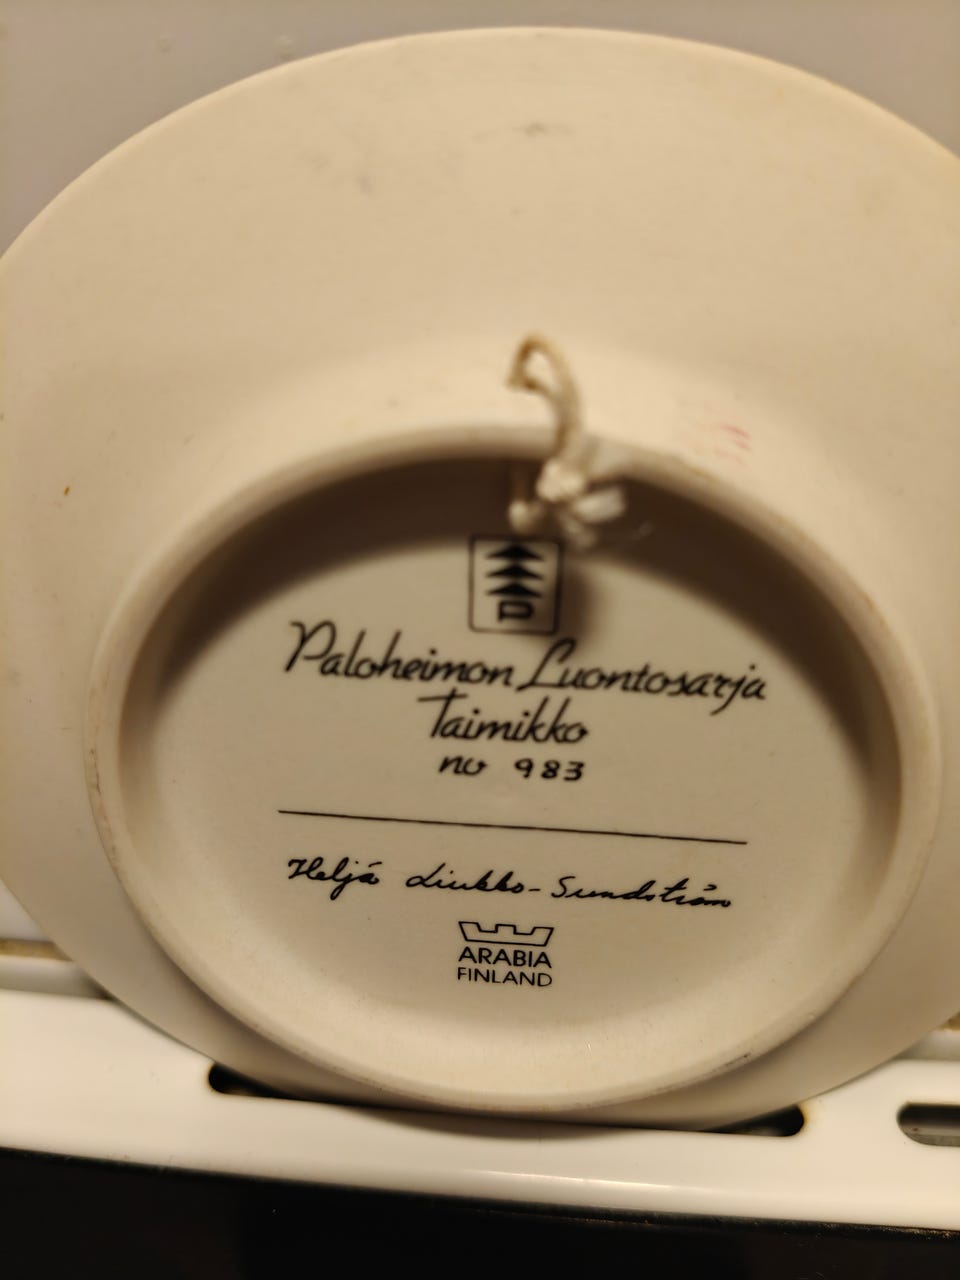 P
Paloheimon Luontosarja
Taimikko
no 983
Heljä Liukko-Sundström
ARABIA
FINLAND